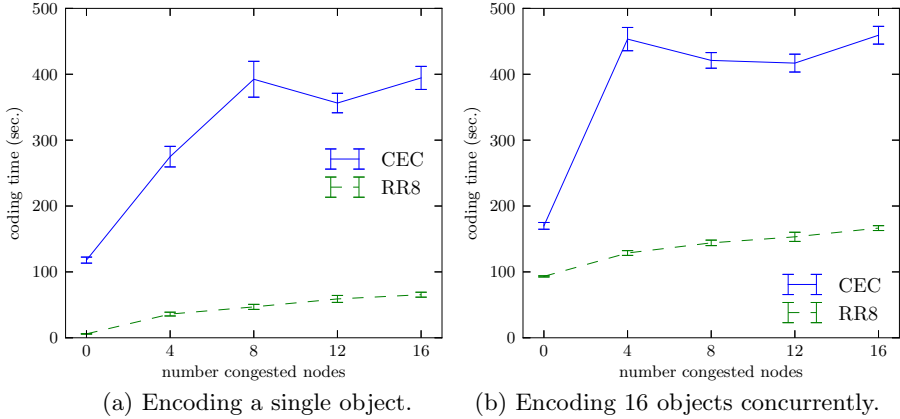 500
400
300
200
100
0
coding time (sec.)
CEC
RR8
0 4 8 12 16
number congested nodes
(a) Encoding a single object.
500
400
300
200
100
0
coding time (sec.)
CEC
RR8
0 4 8 12 16
number congested nodes
(b) Encoding 16 objects concurrently.